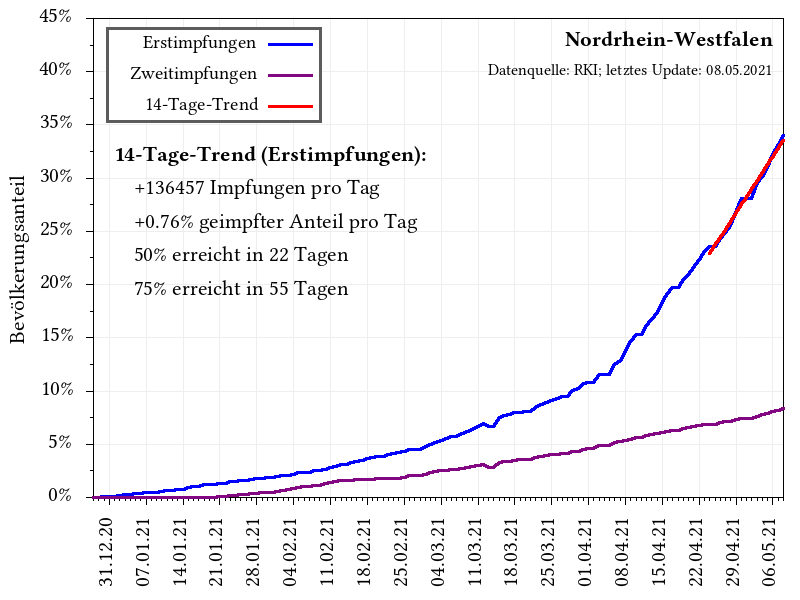 Nordrhein-Westfalen
Datenquelle: RKI; letztes Update: 08.05.2021
Erstimpfungen
Zweitimpfungen
14-Tage-Trend
14-Tage-Trend (Erstimpfungen):
+136457 Impfungen pro Tag
+0.76% geimpfter Anteil pro Tag
50% erreicht in 22 Tagen
75% erreicht in 55 Tagen
Bevölkerungsanteil
45%
40%
35%
30%
25%
20%
15%
10%
5%
0%
31.12.20
07.01.21
14.01.21
21.01.21
28.01.21
04.02.21
11.02.21
18.02.21
25.02.21
04.03.21
11.03.21
18.03.21
25.03.21
01.04.21
08.04.21
15.04.21
22.04.21
29.04.21
06.05.21